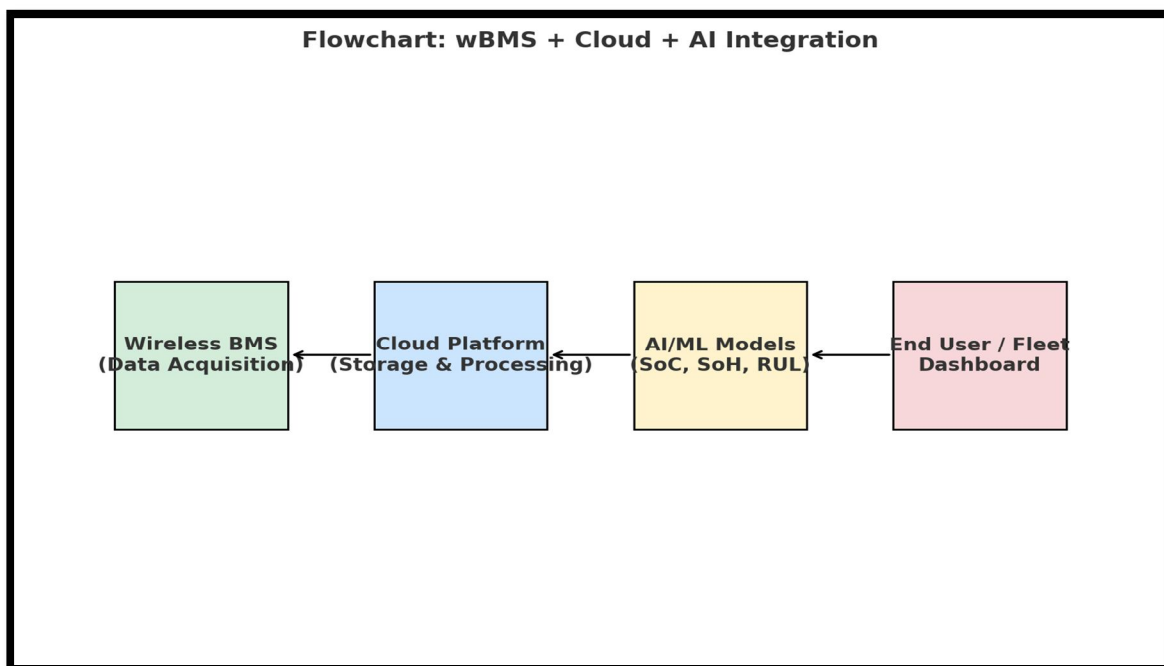 Flowchart: wBMS + Cloud + AI Integration
Wireless BMS
(Data Acquisition)
Cloud Platform
(Storage & Processing)
AI/ML Models
(SoC, SoH, RUL)
End User / Fleet
Dashboard